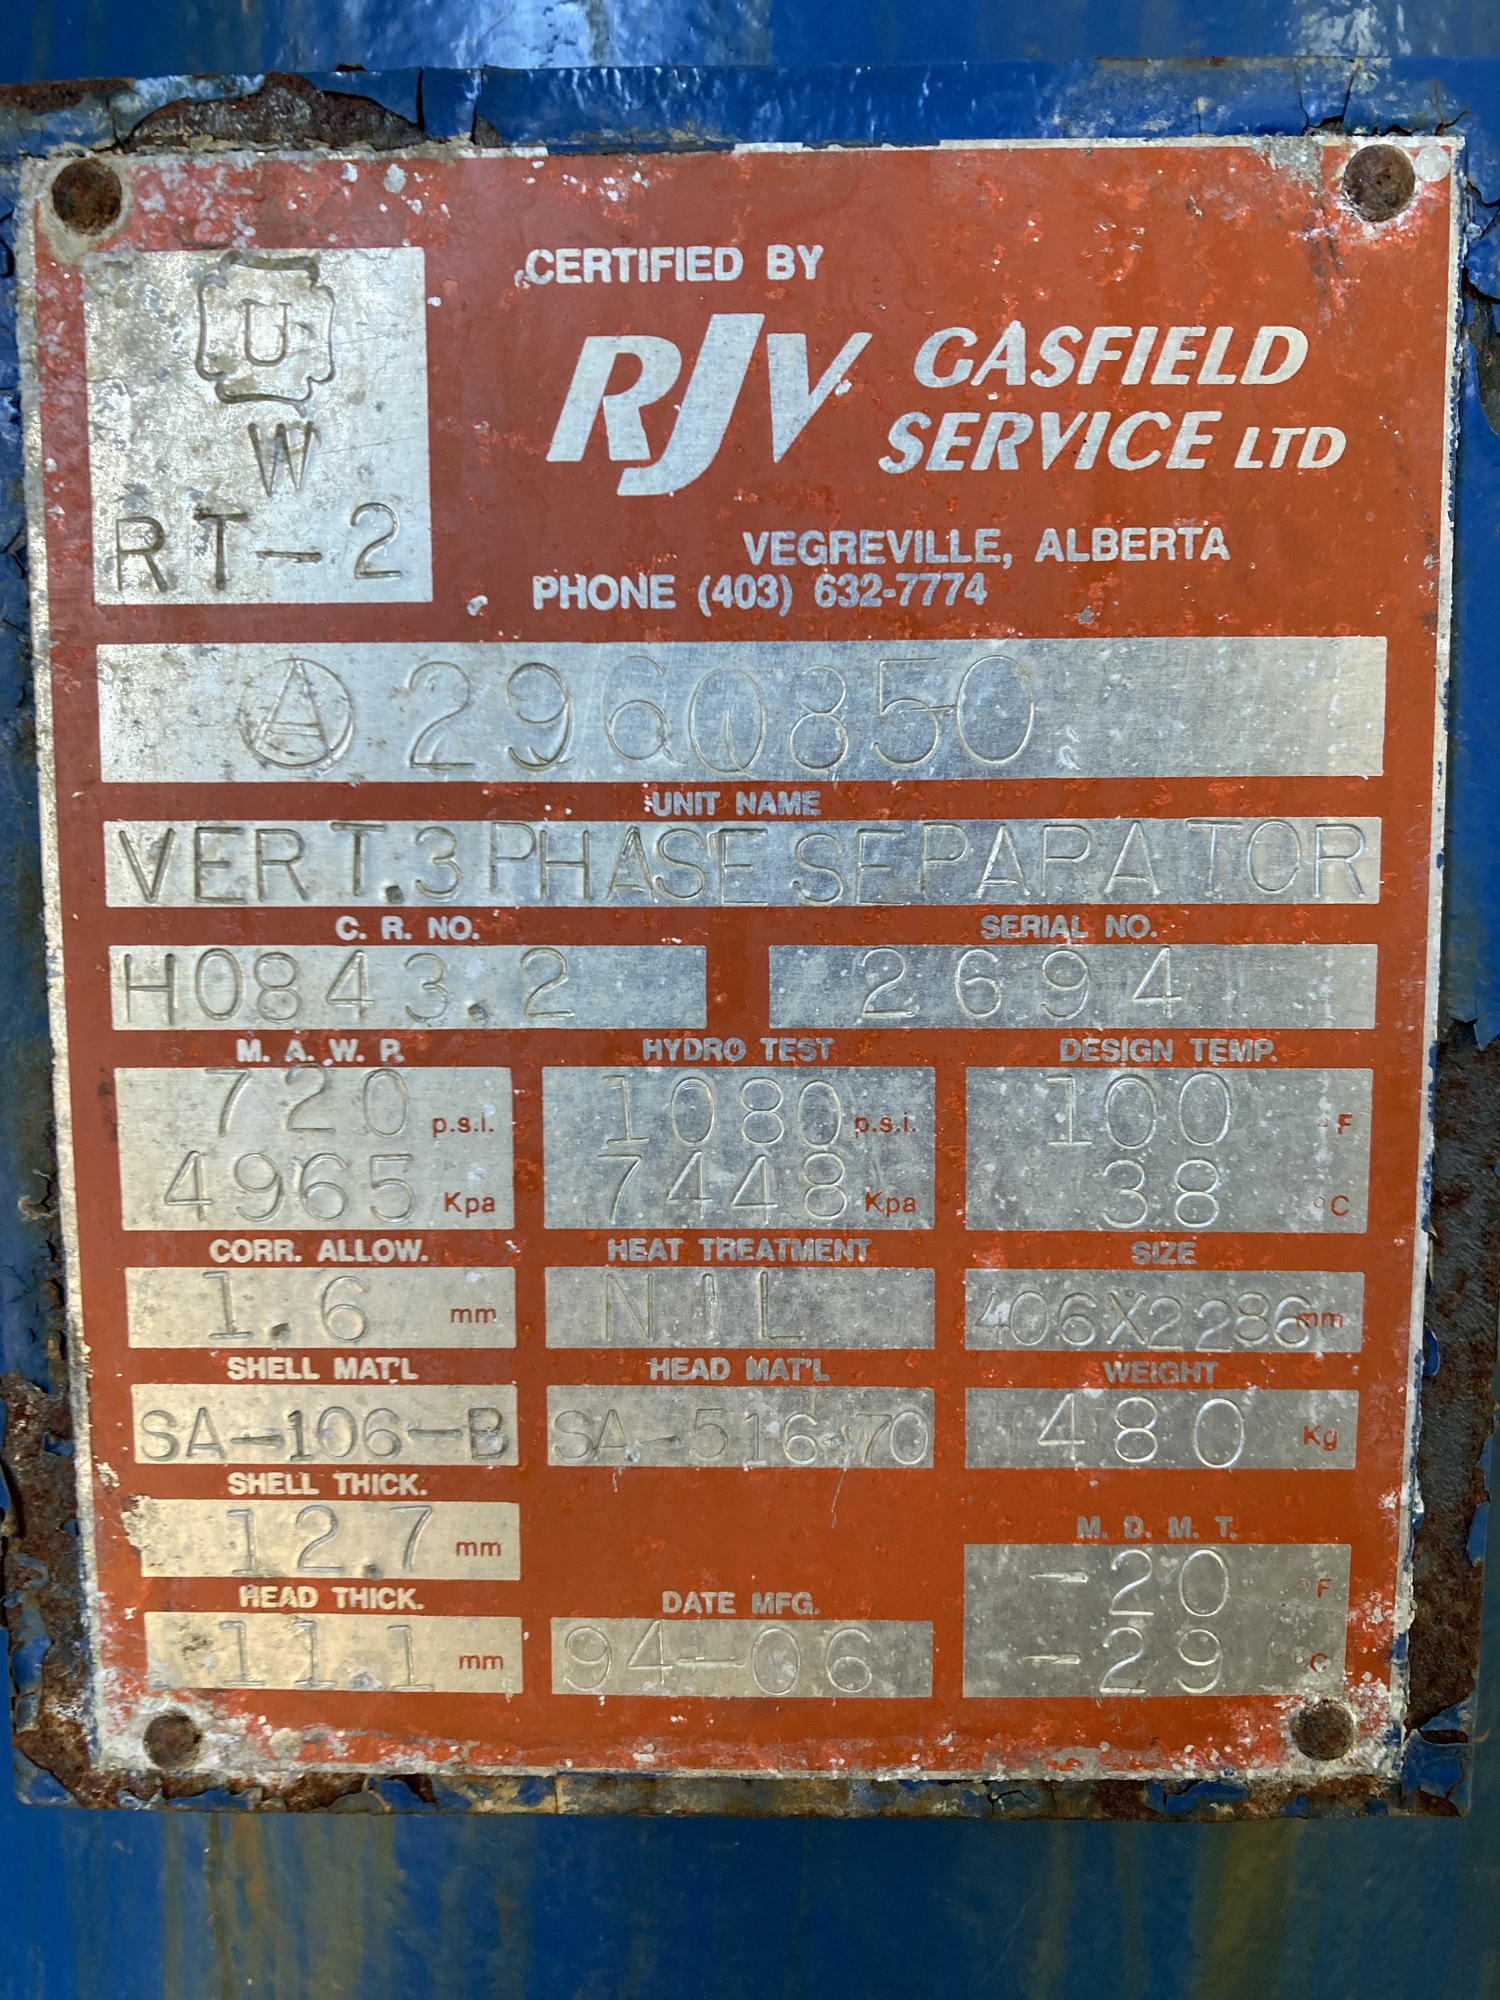 U
W
RT-2
CERTIFIED BY
RJV GASFIELD SERVICE LTD
VEGREVILLE, ALBERTA
PHONE (403) 632-7774
Ⓐ 2960850
UNIT NAME
VERT. 3 PHASE SEPARATOR
C. R. NO. SERIAL NO.
H0843.2 2694
M. A. W. P. HYDRO TEST DESIGN TEMP.
720 p.s.i. 1080 p.s.i. 100 °F
4965 Kpa 7448 Kpa 38 °C
CORR. ALLOW. HEAT TREATMENT SIZE
1.6 mm NIL 406X2286 mm
SHELL MAT'L HEAD MAT'L WEIGHT
SA-106-B SA-516-70 480 Kg
SHELL THICK. M. D. M. T.
12.7 mm -20 °F
HEAD THICK. DATE MFG.
11.1 mm 94-06 -29 °C